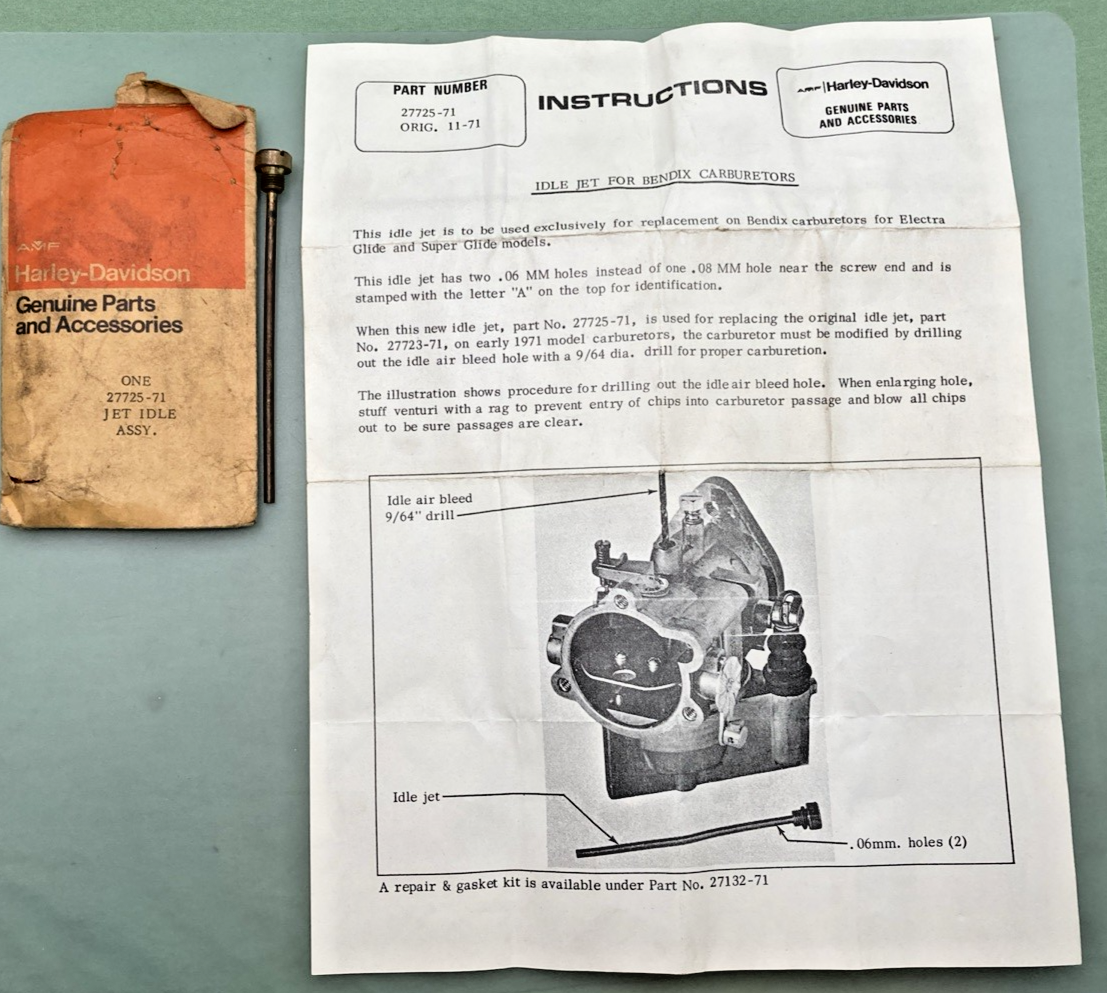 AMF
Harley-Davidson
Genuine Parts
and Accessories
ONE
27725-71
JET IDLE
ASSY.
PART NUMBER
27725-71
ORIG. 11-71
INSTRUCTIONS
AMF | Harley-Davidson
GENUINE PARTS
AND ACCESSORIES
IDLE JET FOR BENDIX CARBURETORS
This idle jet is to be used exclusively for replacement on Bendix carburetors for Electra
Glide and Super Glide models.
This idle jet has two .06 MM holes instead of one .08 MM hole near the screw end and is
stamped with the letter "A" on the top for identification.
When this new idle jet, part No. 27725-71, is used for replacing the original idle jet, part
No. 27723-71, on early 1971 model carburetors, the carburetor must be modified by drilling
out the idle air bleed hole with a 9/64 dia. drill for proper carburetion.
The illustration shows procedure for drilling out the idle air bleed hole. When enlarging hole,
stuff venturi with a rag to prevent entry of chips into carburetor passage and blow all chips
out to be sure passages are clear.
Idle air bleed
9/64" drill
Idle jet
.06mm. holes (2)
A repair & gasket kit is available under Part No. 27132-71